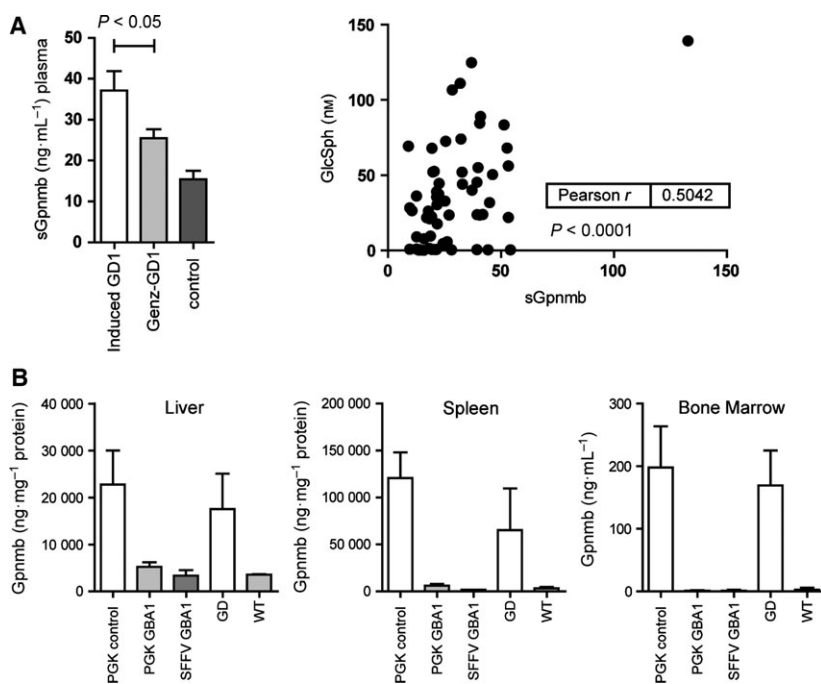 A
P < 0.05
sGpnmb (ng·mL⁻¹) plasma
50
40
30
20
10
0
Induced GD1
Genz-GD1
control
GlcSph (nM)
150
100
50
0
Pearson r 0.5042
P < 0.0001
0 50 100 150
sGpnmb
B
Liver
Gpnmb (ng·mg⁻¹ protein)
40 000
30 000
20 000
10 000
0
PGK control
PGK GBA1
SFFV GBA1
GD
WT
Spleen
Gpnmb (ng·mg⁻¹ protein)
200 000
150 000
100 000
50 000
0
PGK control
PGK GBA1
SFFV GBA1
GD
WT
Bone Marrow
Gpnmb (ng·mL⁻¹)
300
200
100
0
PGK control
PGK GBA1
SFFV GBA1
GD
WT